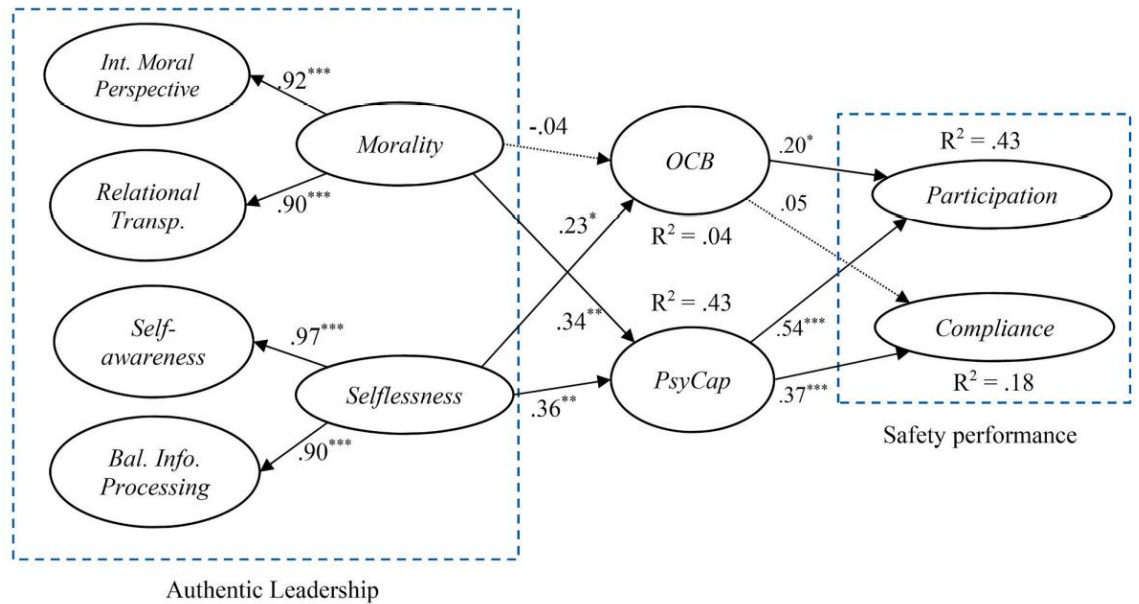 Int. Moral
Perspective
.92***
Morality
-.04
OCB
.20*
R² = .43
Participation
Relational
Transp.
.90***
.23*
R² = .04
.05
R² = .43
Self-
awareness
.97***
.34**
PsyCap
.54***
Compliance
Selflessness
.36**
.37***
R² = .18
Bal. Info.
Processing
.90***
Safety performance
Authentic Leadership